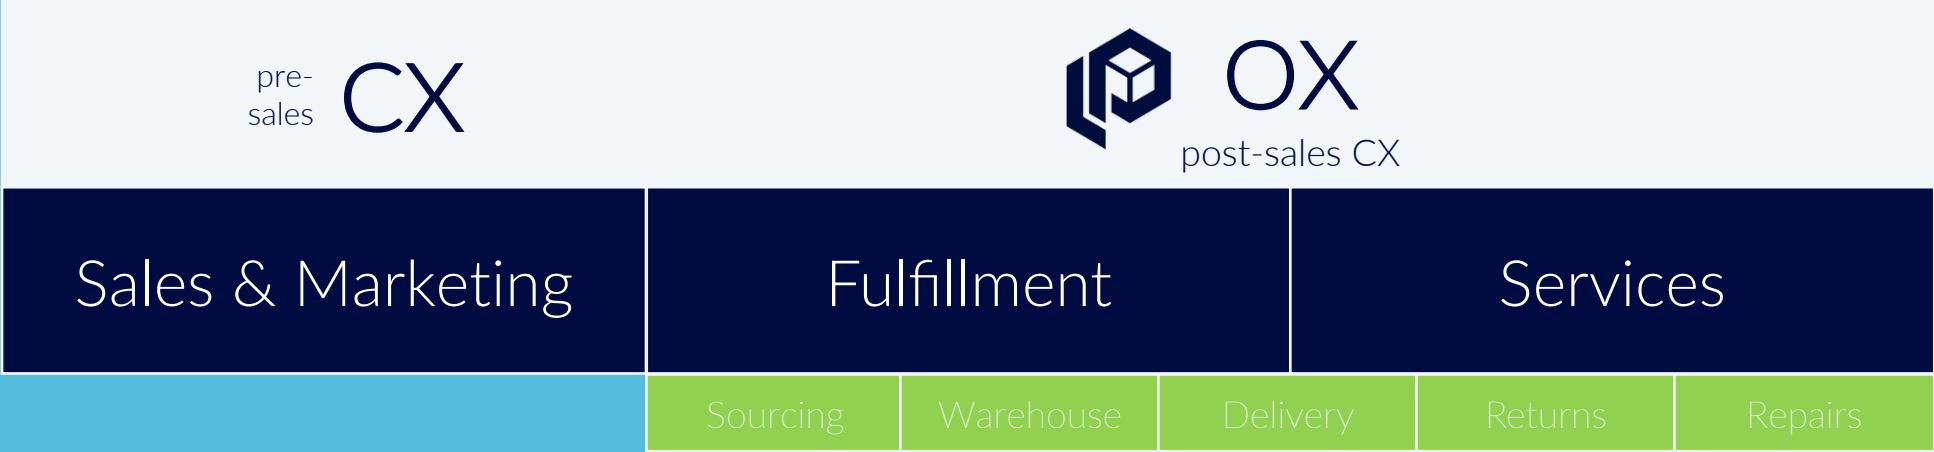 pre-
sales
CX
OX
post-sales CX
Sales & Marketing
Fulfillment
Services
Sourcing
Warehouse
Delivery
Returns
Repairs